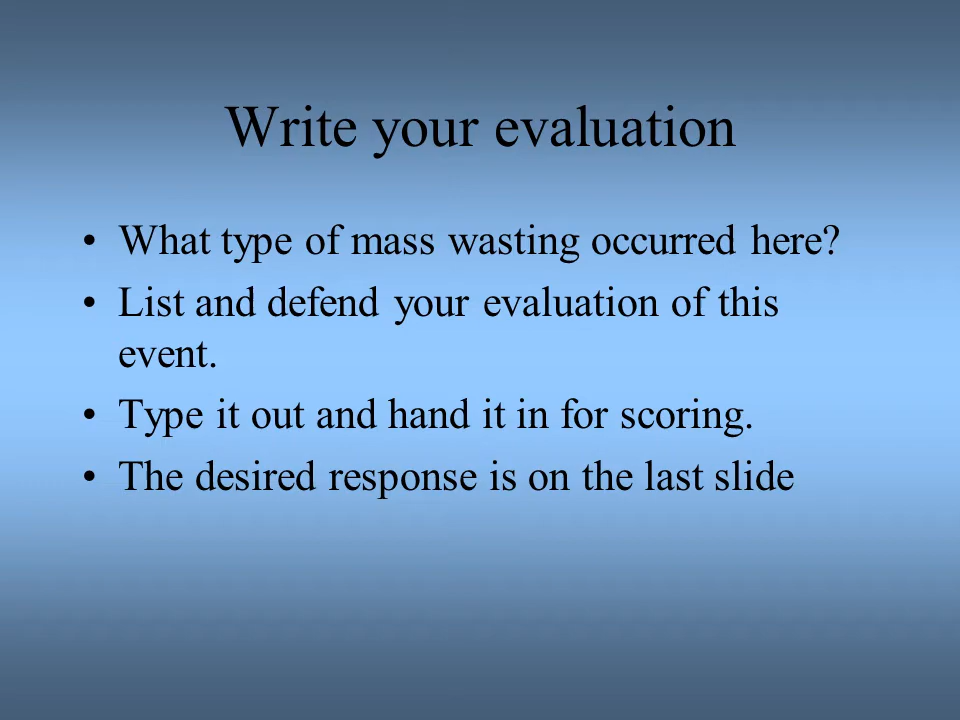 Write your evaluation
• What type of mass wasting occurred here?
• List and defend your evaluation of this
event.
• Type it out and hand it in for scoring.
• The desired response is on the last slide